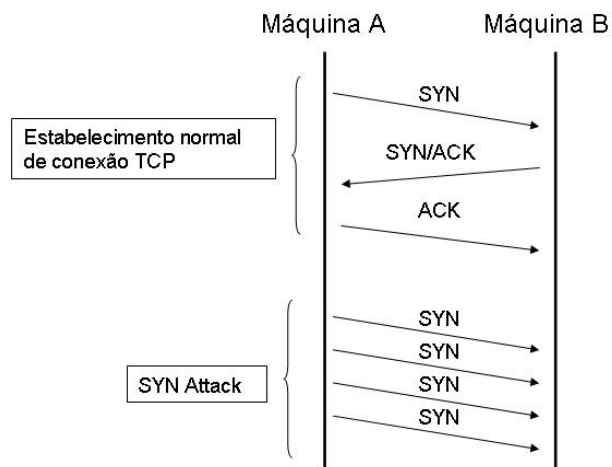 Máquina A
Máquina B
SYN
Estabelecimento normal
de conexão TCP
SYN/ACK
ACK
SYN
SYN
SYN Attack
SYN
SYN